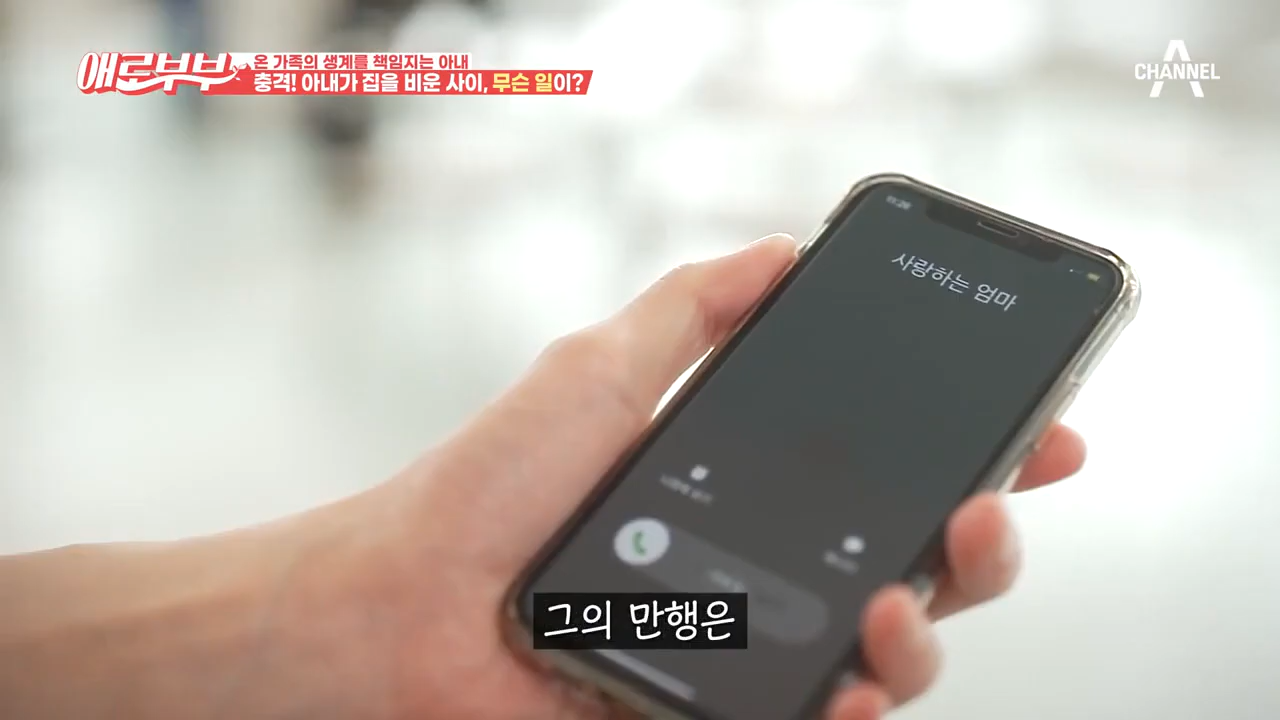 애로부부
온 가족의 생계를 책임지는 아내
충격! 아내가 집을 비운 사이, 무슨 일이?
CHANNEL
11:26
사랑하는 엄마
그의 만행은